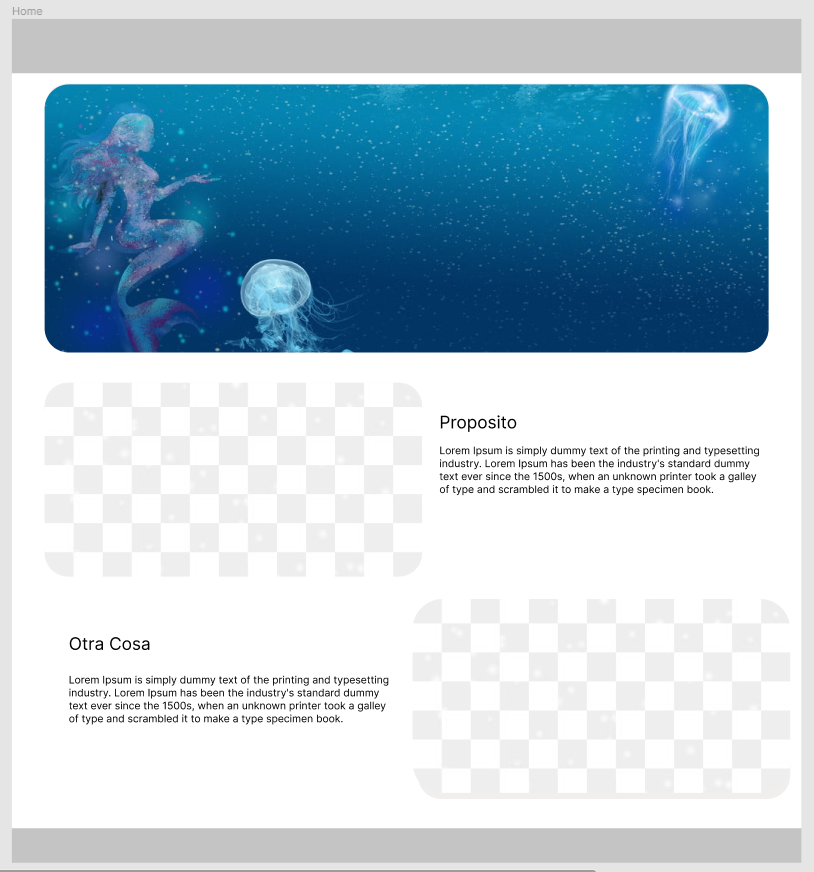 Home
Proposito
Lorem Ipsum is simply dummy text of the printing and typesetting
industry. Lorem Ipsum has been the industry's standard dummy
text ever since the 1500s, when an unknown printer took a galley
of type and scrambled it to make a type specimen book.
Otra Cosa
Lorem Ipsum is simply dummy text of the printing and typesetting
industry. Lorem Ipsum has been the industry's standard dummy
text ever since the 1500s, when an unknown printer took a galley
of type and scrambled it to make a type specimen book.